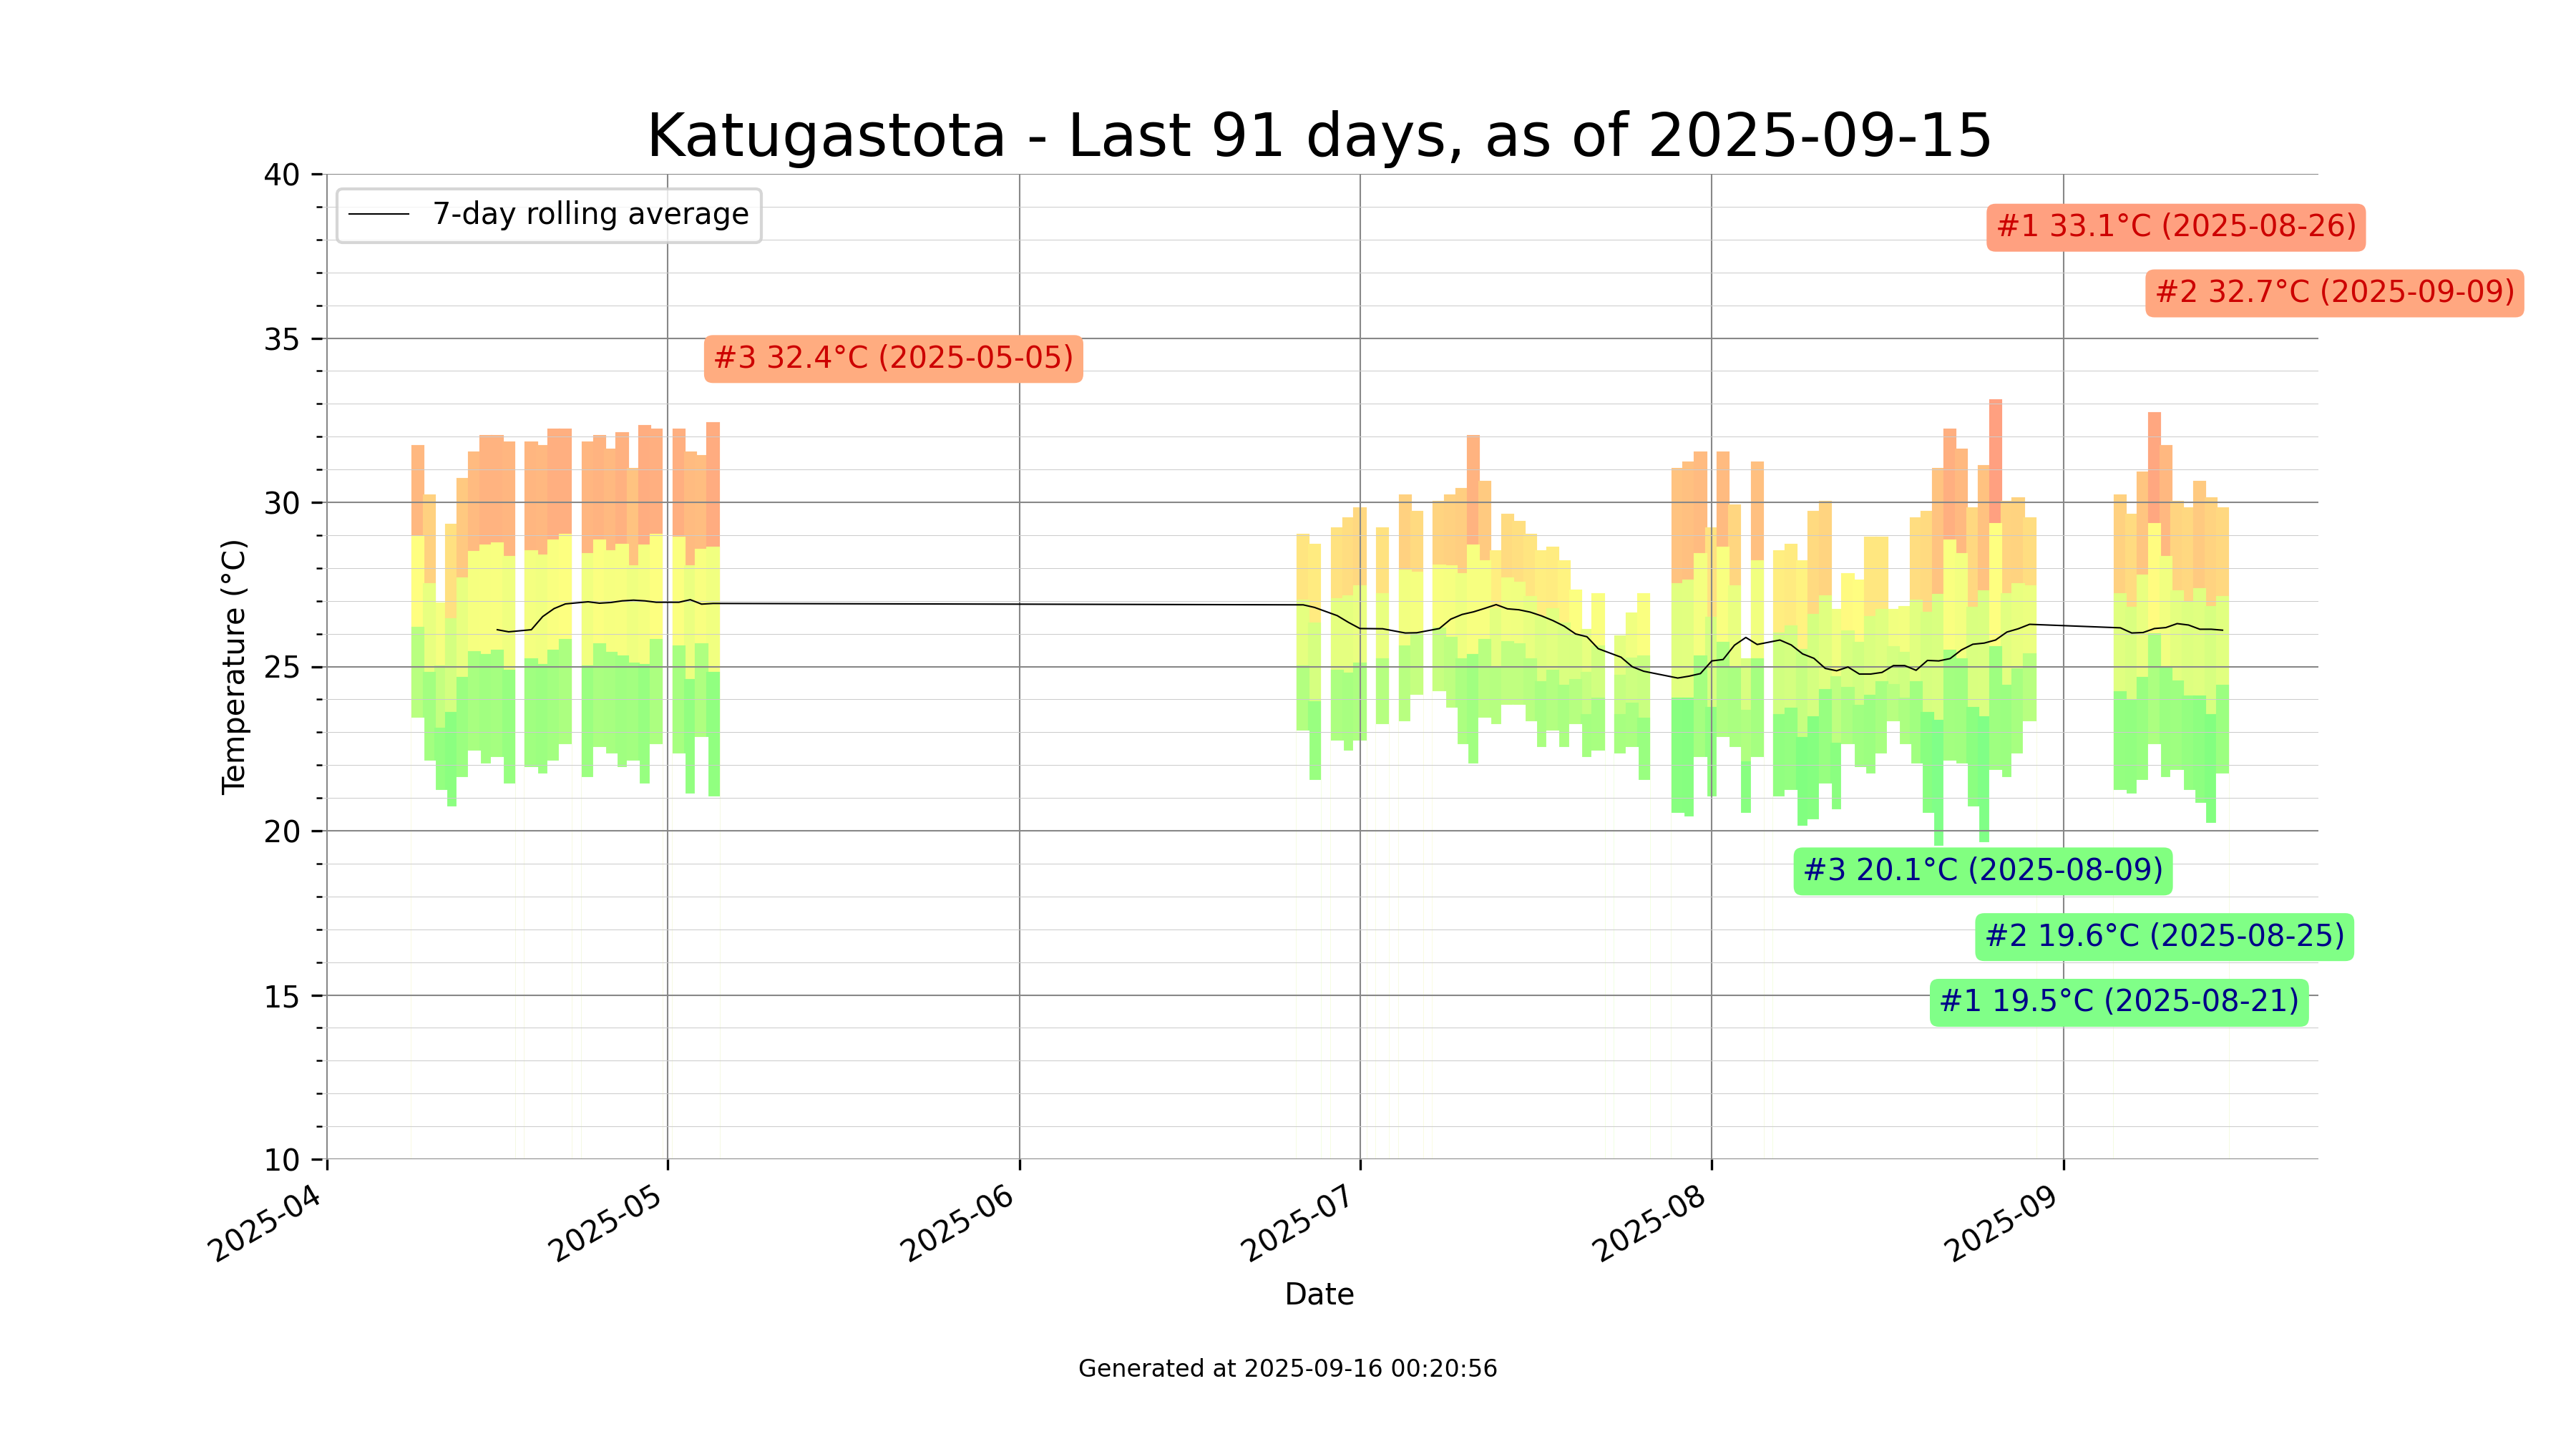 Katugastota - Last 91 days, as of 2025-09-15
7-day rolling average
#1 33.1°C (2025-08-26)
#2 32.7°C (2025-09-09)
#3 32.4°C (2025-05-05)
#3 20.1°C (2025-08-09)
#2 19.6°C (2025-08-25)
#1 19.5°C (2025-08-21)
Temperature (°C)
40
35
30
25
20
15
10
2025-04
2025-05
2025-06
2025-07
2025-08
2025-09
Date
Generated at 2025-09-16 00:20:56